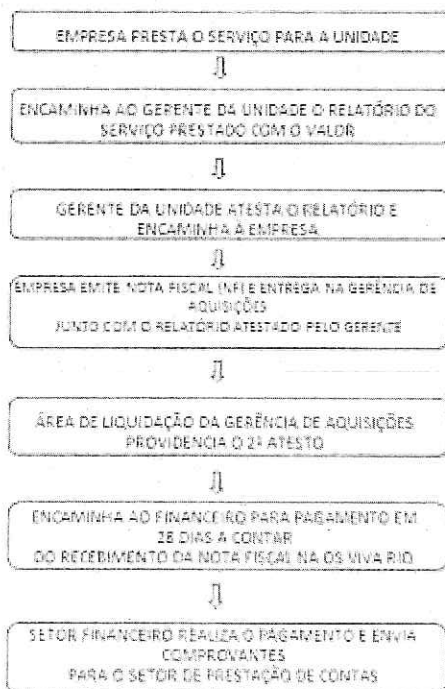 EMPRESA PRESTA O SERVIÇO PARA A UNIDADE
ENCAMINHA AO GERENTE DA UNIDADE O RELATÓRIO DO
SERVIÇO PRESTADO COM O VALOR
GERENTE DA UNIDADE ATESTA O RELATÓRIO E
ENCAMINHA À EMPRESA
EMPRESA EMITE NOTA FISCAL (NF) E ENTREGA NA GERÊNCIA DE
AQUISIÇÕES
JUNTO COM O RELATÓRIO ATESTADO PELO GERENTE
ÁREA DE LIQUIDAÇÃO DA GERÊNCIA DE AQUISIÇÕES
PROVIDENCIA O 2º ATESTO
ENCAMINHA AO FINANCEIRO PARA PAGAMENTO EM
28 DIAS A CONTAR
DO RECEBIMENTO DA NOTA FISCAL NA OS VIVA RIO
SETOR FINANCEIRO REALIZA O PAGAMENTO E ENVIA
COMPROVANTES
PARA O SETOR DE PRESTAÇÃO DE CONTAS